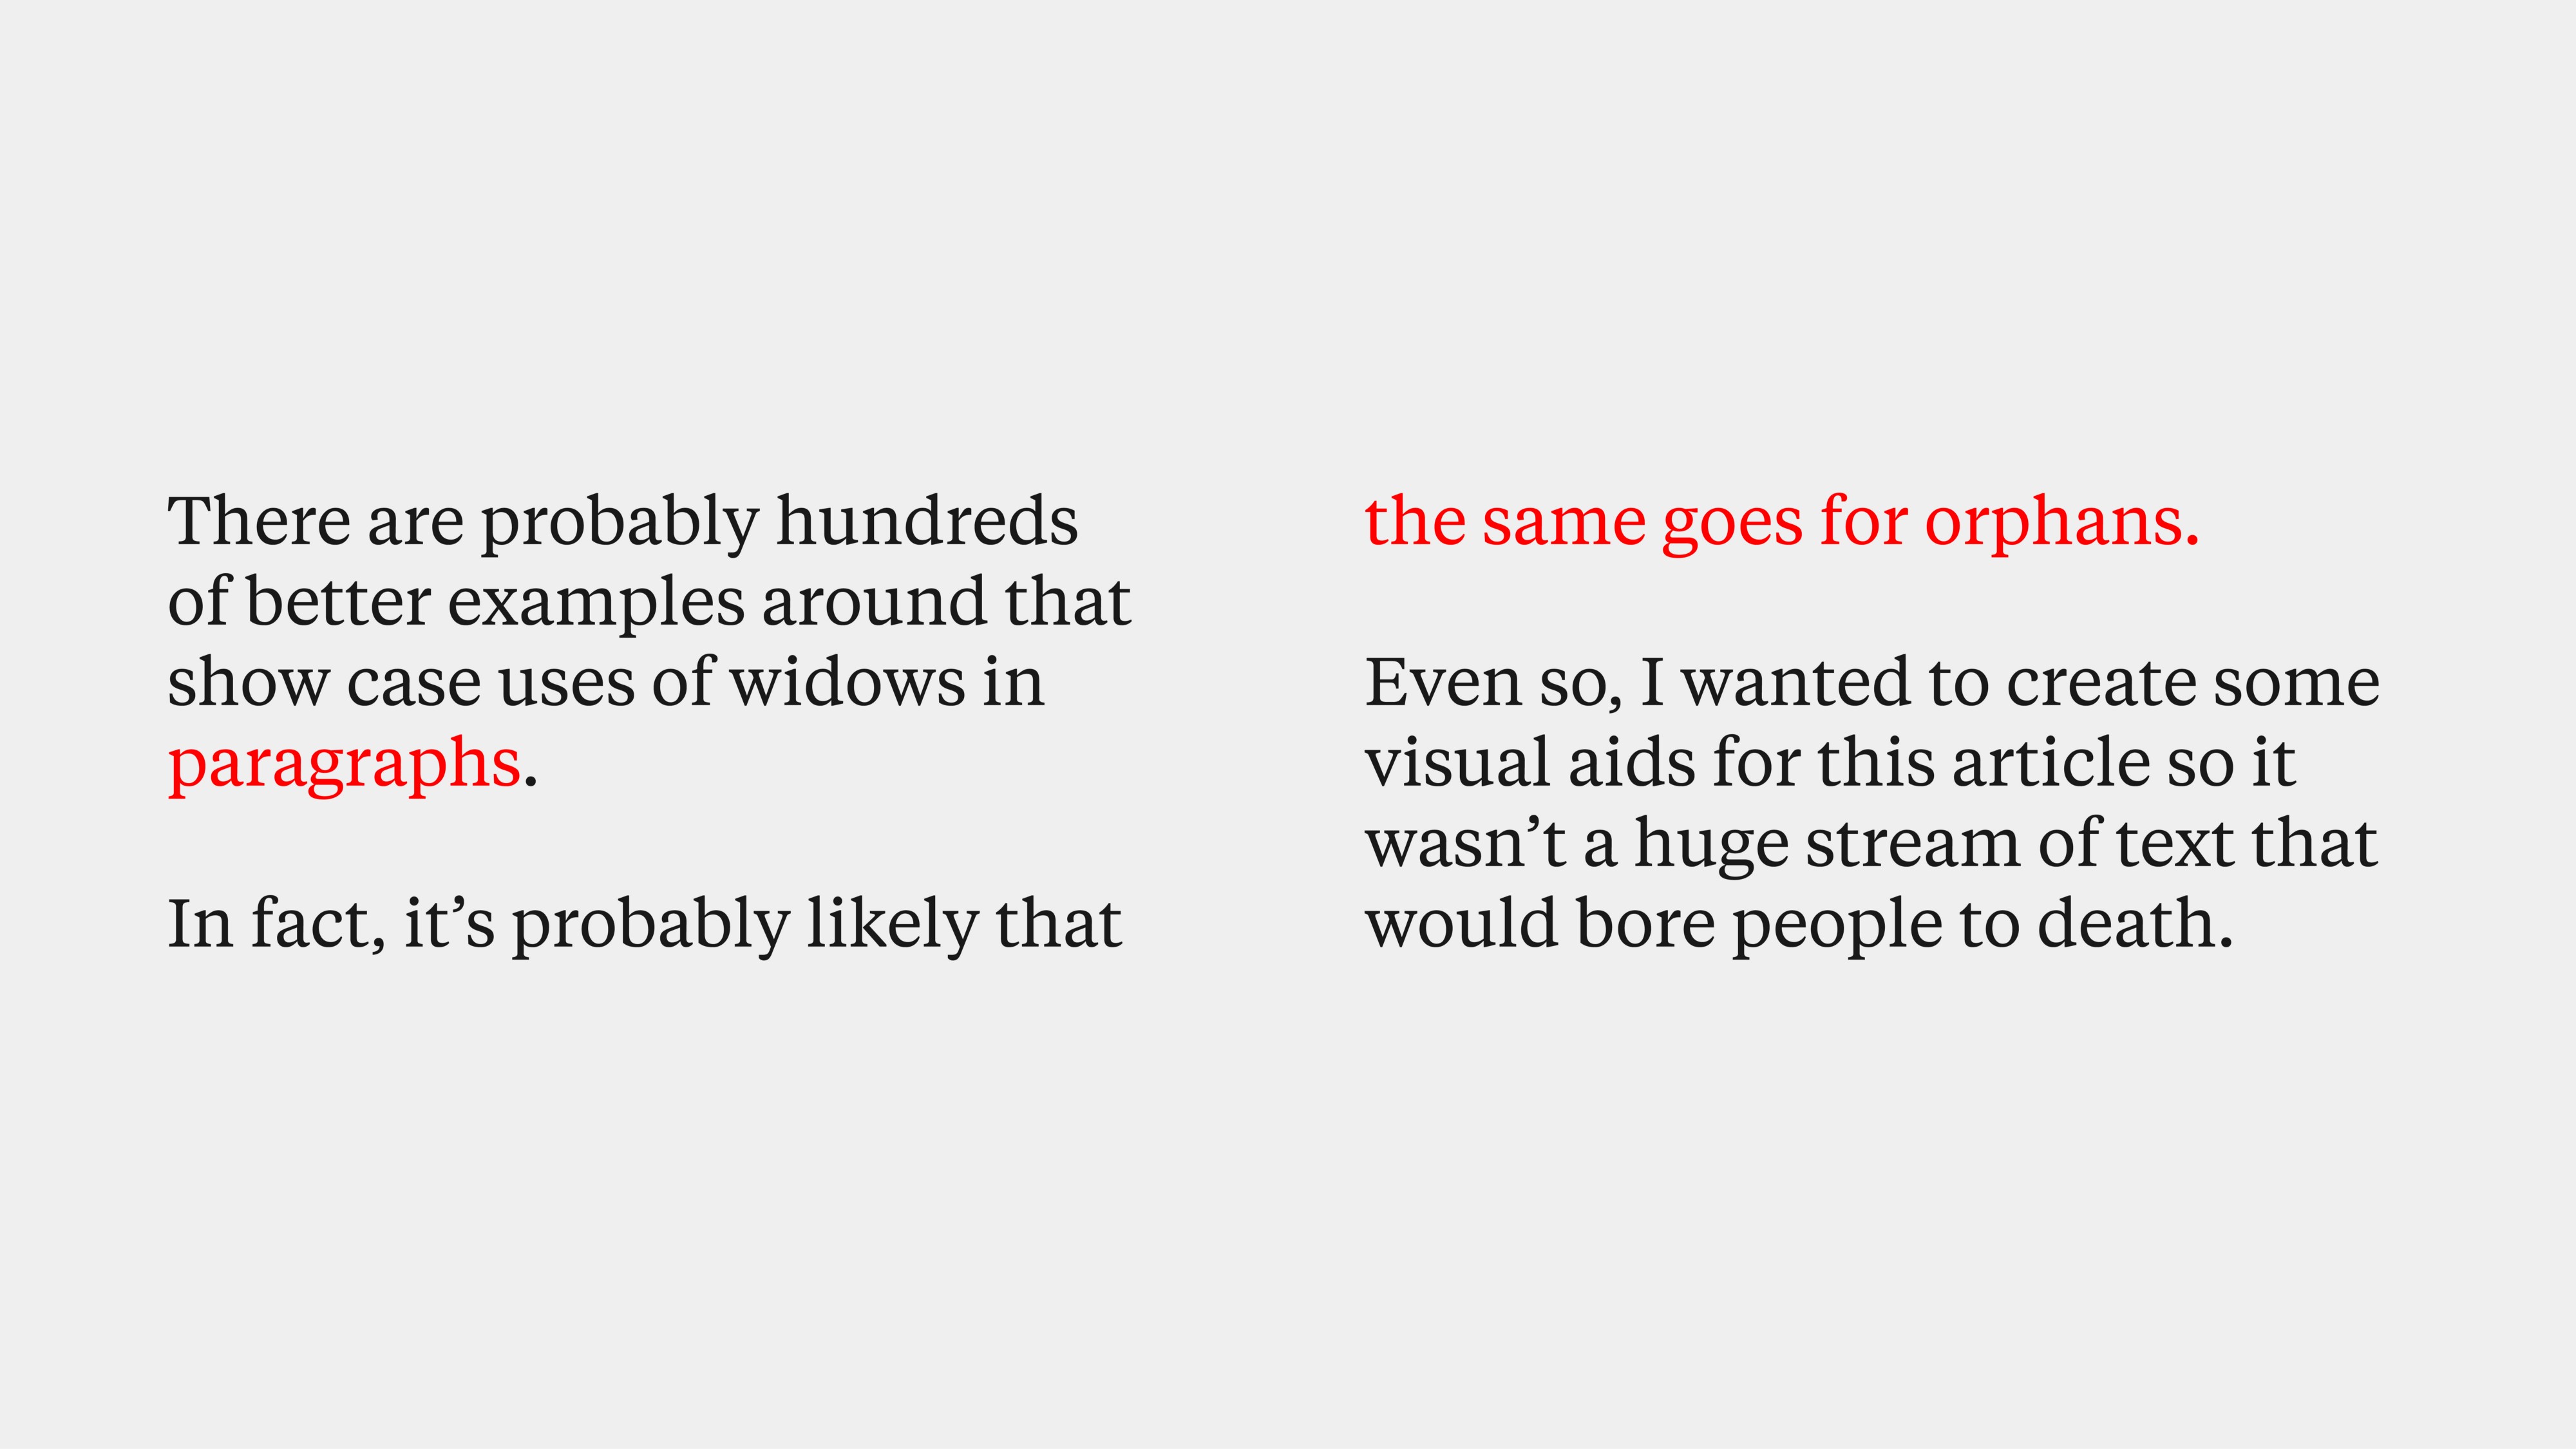 There are probably hundreds
of better examples around that
show case uses of widows in
paragraphs.
In fact, it’s probably likely that
the same goes for orphans.
Even so, I wanted to create some
visual aids for this article so it
wasn’t a huge stream of text that
would bore people to death.